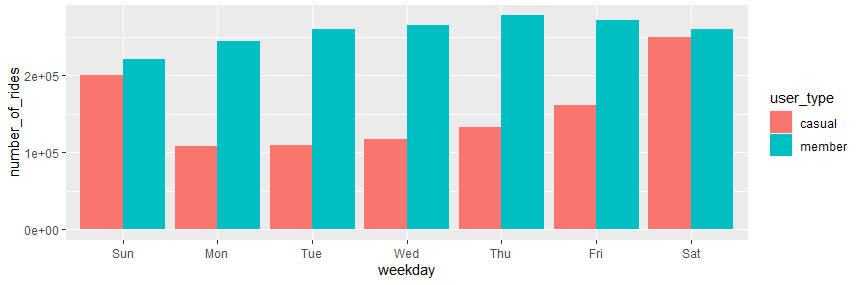 number_of_rides
2e+05
1e+05
0e+00
Sun Mon Tue Wed Thu Fri Sat
weekday
user_type
casual
member